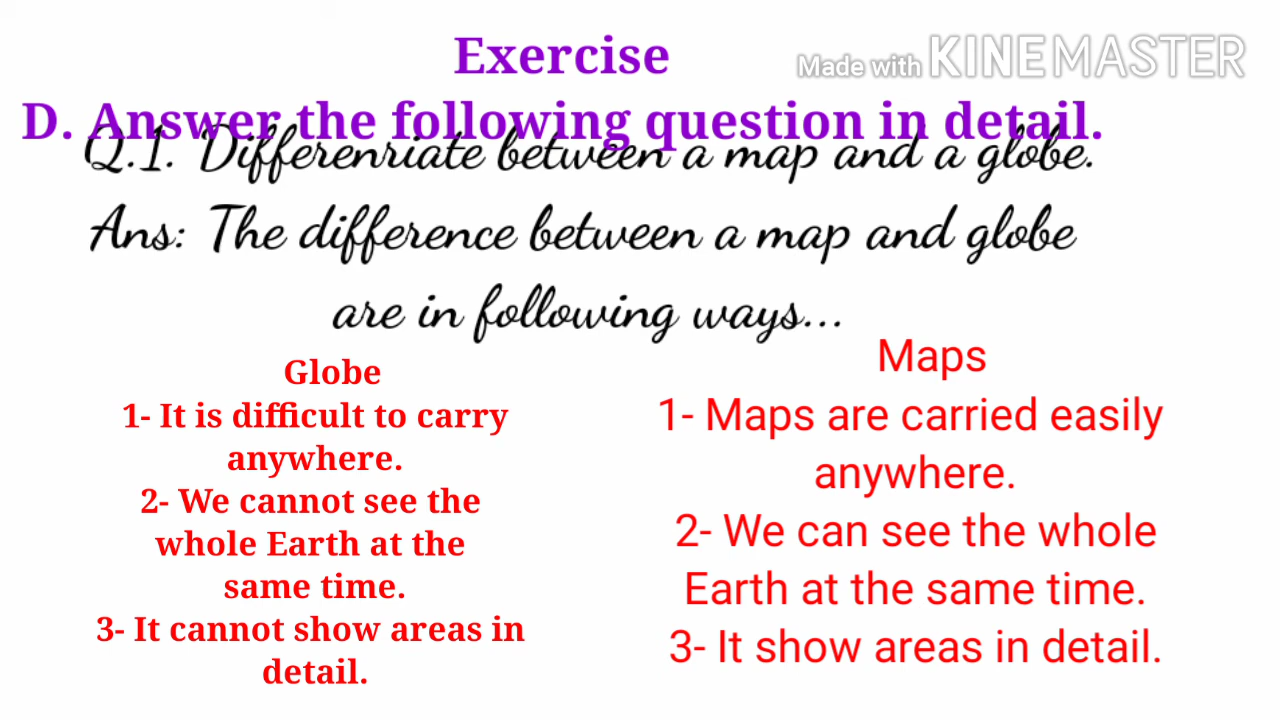 Exercise
Made with KINEMASTER
D. Answer the following question in detail.
Q.1. Differenriate between a map and a globe.
Ans: The difference between a map and globe
are in following ways...
Globe
1- It is difficult to carry
anywhere.
2- We cannot see the
whole Earth at the
same time.
3- It cannot show areas in
detail.
Maps
1- Maps are carried easily
anywhere.
2- We can see the whole
Earth at the same time.
3- It show areas in detail.